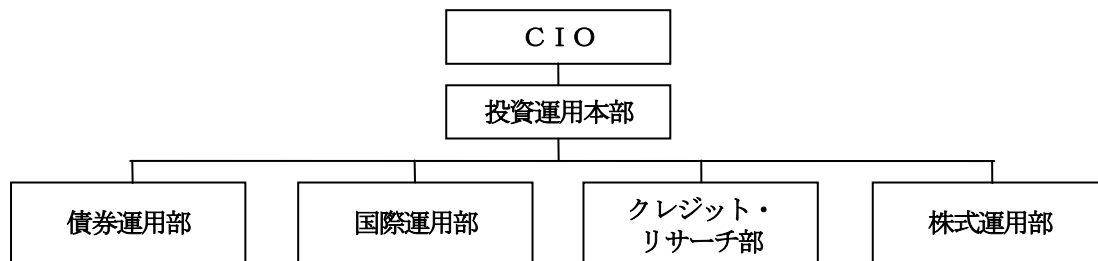 ＣＩＯ
投資運用本部
債券運用部
国際運用部
クレジット・
リサーチ部
株式運用部